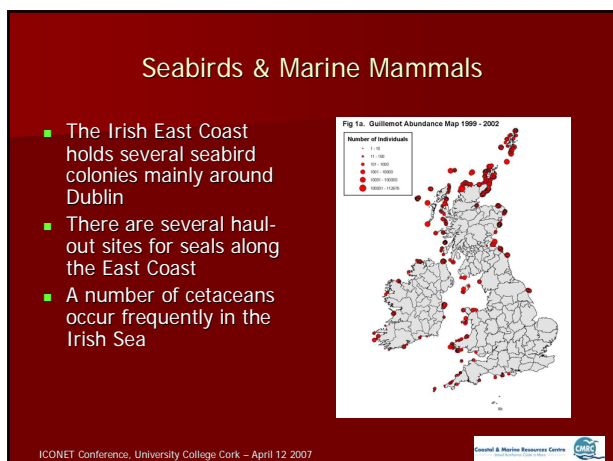 Seabirds & Marine Mammals
The Irish East Coast
holds several seabird
colonies mainly around
Dublin
There are several haul-
out sites for seals along
the East Coast
A number of cetaceans
occur frequently in the
Irish Sea
Fig 1a. Guillemot Abundance Map 1999 - 2002
Number of Individuals
1 - 10
11 - 100
101 - 1000
1001 - 10000
10001 - 100000
ICONET Conference, University College Cork – April 12 2007
Coastal & Marine Resources Centre
CMRC